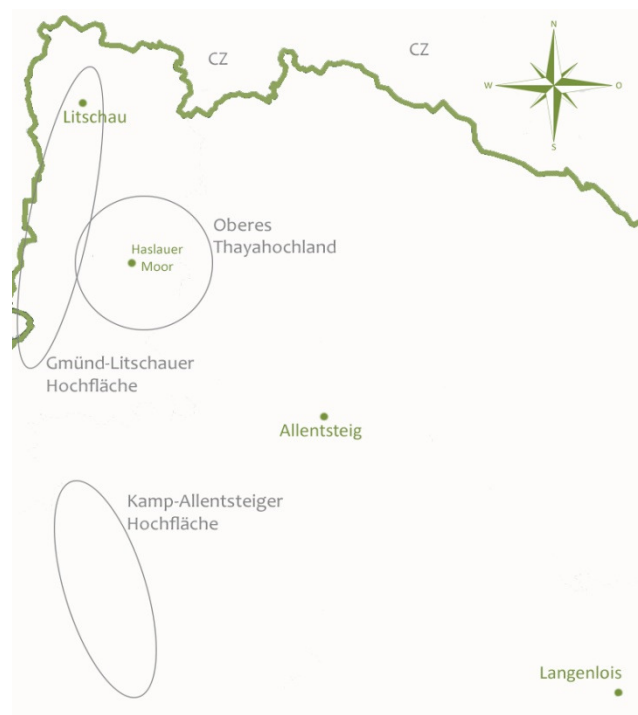 CZ
CZ
N
W
O
S
Litschau
Oberes
Thayahochland
Haslauer
Moor
Gmünd-Litschauer
Hochfläche
Allentsteig
Kamp-Allentsteiger
Hochfläche
Langenlois